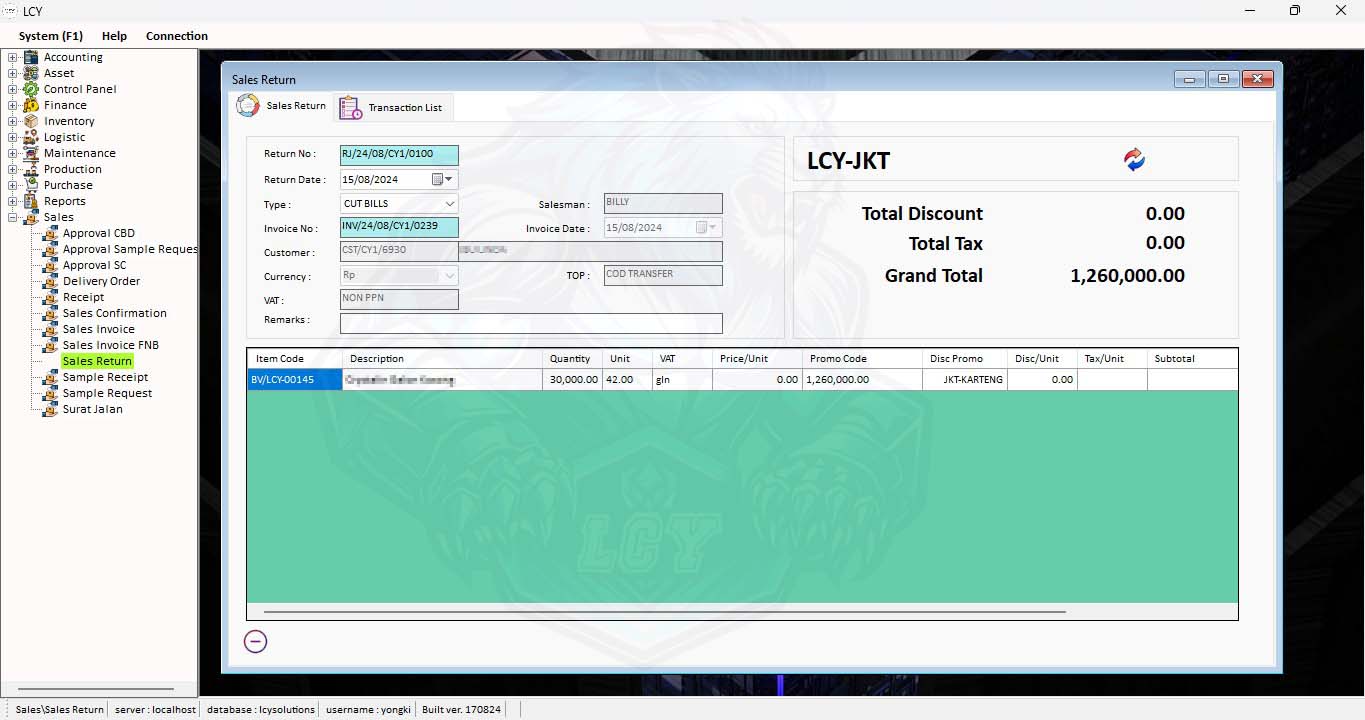 LCY
System (F1) Help Connection
Accounting
Asset
Control Panel
Finance
Inventory
Logistic
Maintenance
Production
Purchase
Reports
Sales
Approval CBD
Approval Sample Reques
Approval SC
Delivery Order
Receipt
Sales Confirmation
Sales Invoice
Sales Invoice FNB
Sales Return
Sample Receipt
Sample Request
Surat Jalan
Sales Return
Sales Return Transaction List
Return No : RJ/24/08/CY1/0100
Return Date : 15/08/2024
Type : CUT BILLS Salesman : BILLY
Invoice No : INV/24/08/CY1/0239 Invoice Date : 15/08/2024
Customer : CST/CY1/6930
Currency : Rp TOP : COD TRANSFER
VAT : NON PPN
Remarks :
LCY-JKT
Total Discount 0.00
Total Tax 0.00
Grand Total 1,260,000.00
Item Code Description Quantity Unit VAT Price/Unit Promo Code Disc Promo Disc/Unit Tax/Unit Subtotal
BV/LCY-00145 30,000.00 42.00 gln 0.00 1,260,000.00 JKT-KARTENG 0.00
LCY
Sales\Sales Return server : localhost database : lcysolutions username : yongki Built ver. 170824